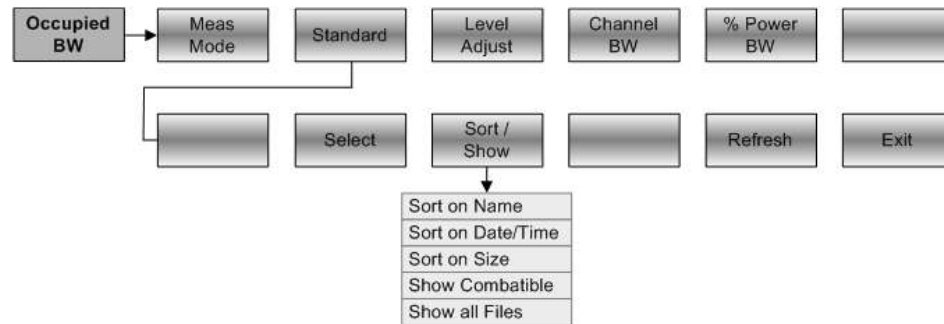 Occupied
BW
Meas
Mode
Standard
Level
Adjust
Channel
BW
% Power
BW
Select
Sort /
Show
Refresh
Exit
Sort on Name
Sort on Date/Time
Sort on Size
Show Combatible
Show all Files